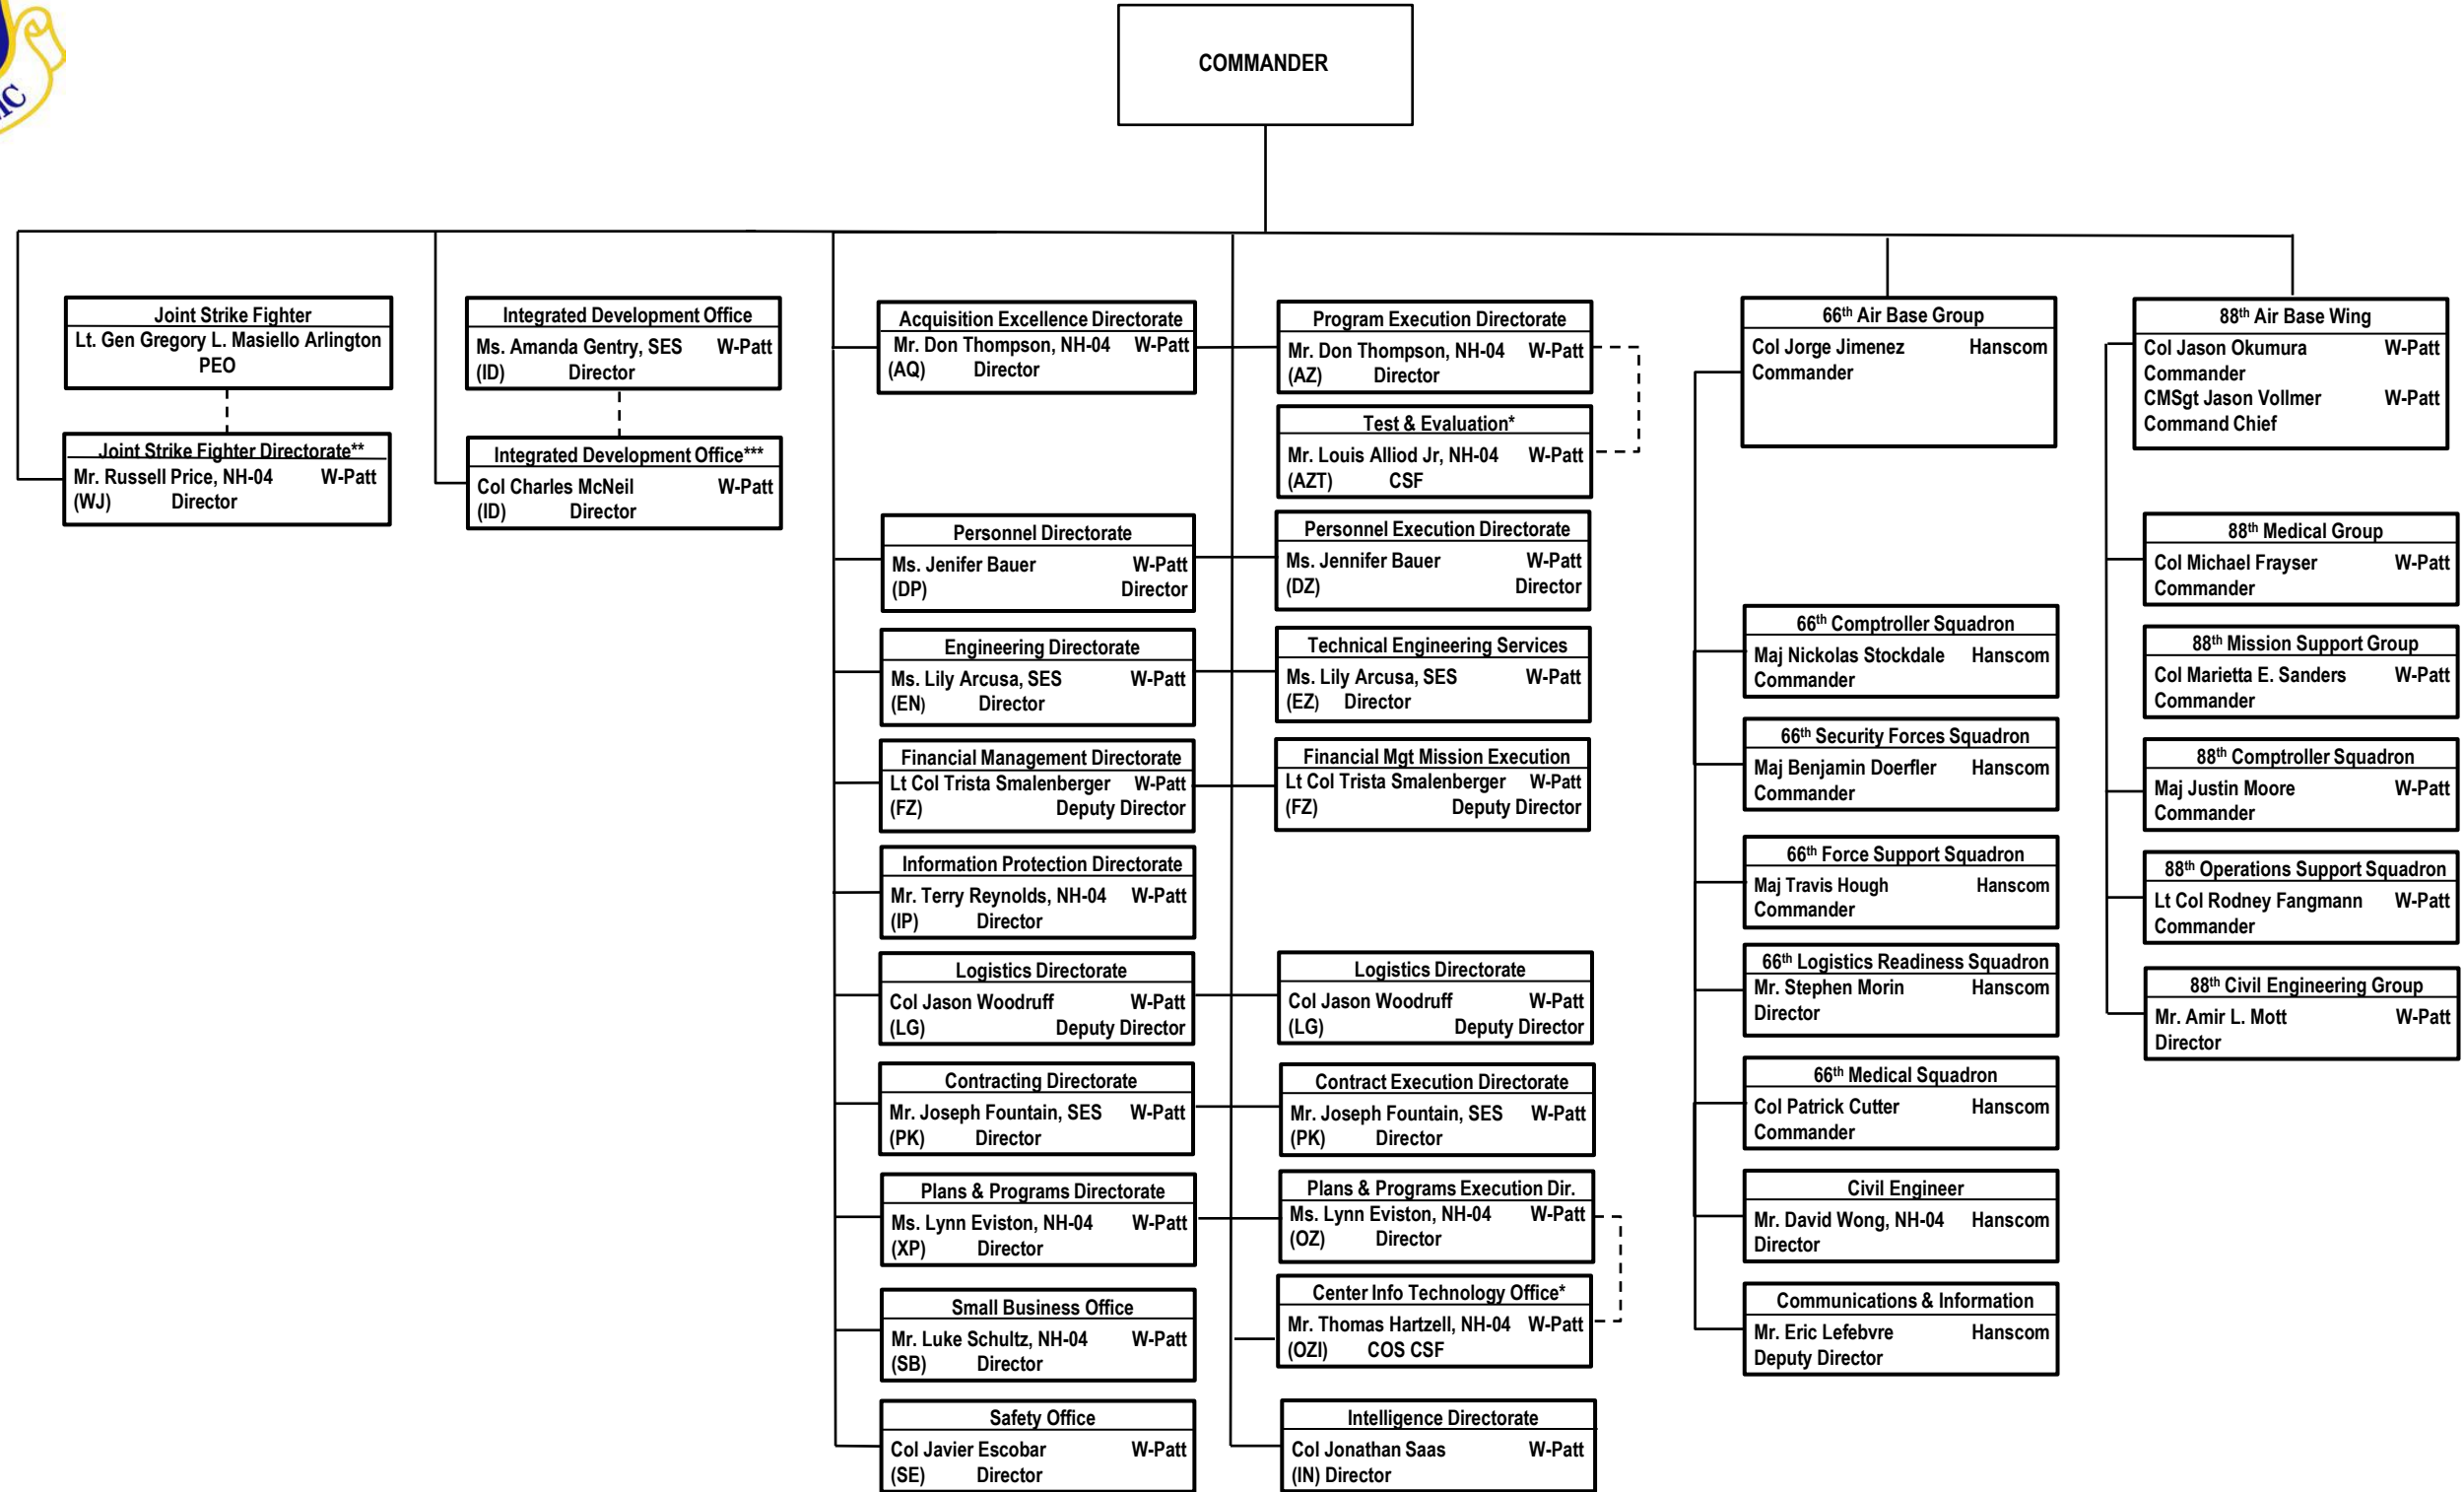 COMMANDER
Joint Strike Fighter
Lt. Gen Gregory L. Masiello Arlington
PEO
Joint Strike Fighter Directorate**
Mr. Russell Price, NH-04 W-Patt
(WJ) Director
Integrated Development Office
Ms. Amanda Gentry, SES W-Patt
(ID) Director
Integrated Development Office***
Col Charles McNeil W-Patt
(ID) Director
Acquisition Excellence Directorate
Mr. Don Thompson, NH-04 W-Patt
(AQ) Director
Personnel Directorate
Ms. Jenifer Bauer W-Patt
(DP) Director
Engineering Directorate
Ms. Lily Arcusa, SES W-Patt
(EN) Director
Financial Management Directorate
Lt Col Trista Smalenberger W-Patt
(FZ) Deputy Director
Information Protection Directorate
Mr. Terry Reynolds, NH-04 W-Patt
(IP) Director
Logistics Directorate
Col Jason Woodruff W-Patt
(LG) Deputy Director
Contracting Directorate
Mr. Joseph Fountain, SES W-Patt
(PK) Director
Plans & Programs Directorate
Ms. Lynn Eviston, NH-04 W-Patt
(XP) Director
Small Business Office
Mr. Luke Schultz, NH-04 W-Patt
(SB) Director
Safety Office
Col Javier Escobar W-Patt
(SE) Director
Program Execution Directorate
Mr. Don Thompson, NH-04 W-Patt
(AZ) Director
Test & Evaluation*
Mr. Louis Alliod Jr, NH-04 W-Patt
(AZT) CSF
Personnel Execution Directorate
Ms. Jennifer Bauer W-Patt
(DZ) Director
Technical Engineering Services
Ms. Lily Arcusa, SES W-Patt
(EZ) Director
Financial Mgt Mission Execution
Lt Col Trista Smalenberger W-Patt
(FZ) Deputy Director
Logistics Directorate
Col Jason Woodruff W-Patt
(LG) Deputy Director
Contract Execution Directorate
Mr. Joseph Fountain, SES W-Patt
(PK) Director
Plans & Programs Execution Dir.
Ms. Lynn Eviston, NH-04 W-Patt
(OZ) Director
Center Info Technology Office*
Mr. Thomas Hartzell, NH-04 W-Patt
(OZI) COS CSF
Intelligence Directorate
Col Jonathan Saas W-Patt
(IN) Director
66th Air Base Group
Col Jorge Jimenez Hanscom
Commander
66th Comptroller Squadron
Maj Nickolas Stockdale Hanscom
Commander
66th Security Forces Squadron
Maj Benjamin Doerfler Hanscom
Commander
66th Force Support Squadron
Maj Travis Hough Hanscom
Commander
66th Logistics Readiness Squadron
Mr. Stephen Morin Hanscom
Director
66th Medical Squadron
Col Patrick Cutter Hanscom
Commander
Civil Engineer
Mr. David Wong, NH-04 Hanscom
Director
Communications & Information
Mr. Eric Lefebvre Hanscom
Deputy Director
88th Air Base Wing
Col Jason Okumura W-Patt
Commander
CMSgt Jason Vollmer W-Patt
Command Chief
88th Medical Group
Col Michael Frayser W-Patt
Commander
88th Mission Support Group
Col Marietta E. Sanders W-Patt
Commander
88th Comptroller Squadron
Maj Justin Moore W-Patt
Commander
88th Operations Support Squadron
Lt Col Rodney Fangmann W-Patt
Commander
88th Civil Engineering Group
Mr. Amir L. Mott W-Patt
Director